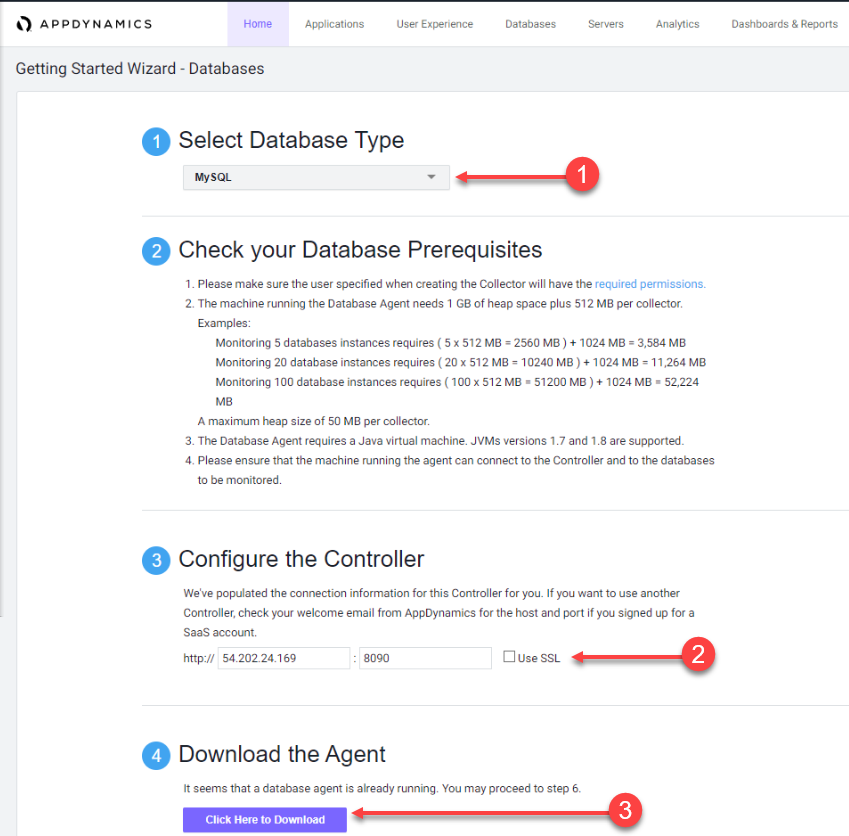 APPDYNAMICS Home Applications User Experience Databases Servers Analytics Dashboards & Reports
Getting Started Wizard - Databases
1 Select Database Type
MySQL 1
2 Check your Database Prerequisites
1. Please make sure the user specified when creating the Collector will have the required permissions.
2. The machine running the Database Agent needs 1 GB of heap space plus 512 MB per collector.
Examples:
Monitoring 5 databases instances requires ( 5 x 512 MB = 2560 MB ) + 1024 MB = 3,584 MB
Monitoring 20 database instances requires ( 20 x 512 MB = 10240 MB ) + 1024 MB = 11,264 MB
Monitoring 100 database instances requires ( 100 x 512 MB = 51200 MB ) + 1024 MB = 52,224
MB
A maximum heap size of 50 MB per collector.
3. The Database Agent requires a Java virtual machine. JVMs versions 1.7 and 1.8 are supported.
4. Please ensure that the machine running the agent can connect to the Controller and to the databases
to be monitored.
3 Configure the Controller
We've populated the connection information for this Controller for you. If you want to use another
Controller, check your welcome email from AppDynamics for the host and port if you signed up for a
SaaS account.
http:// 54.202.24.169 : 8090 Use SSL 2
4 Download the Agent
It seems that a database agent is already running. You may proceed to step 6.
Click Here to Download 3